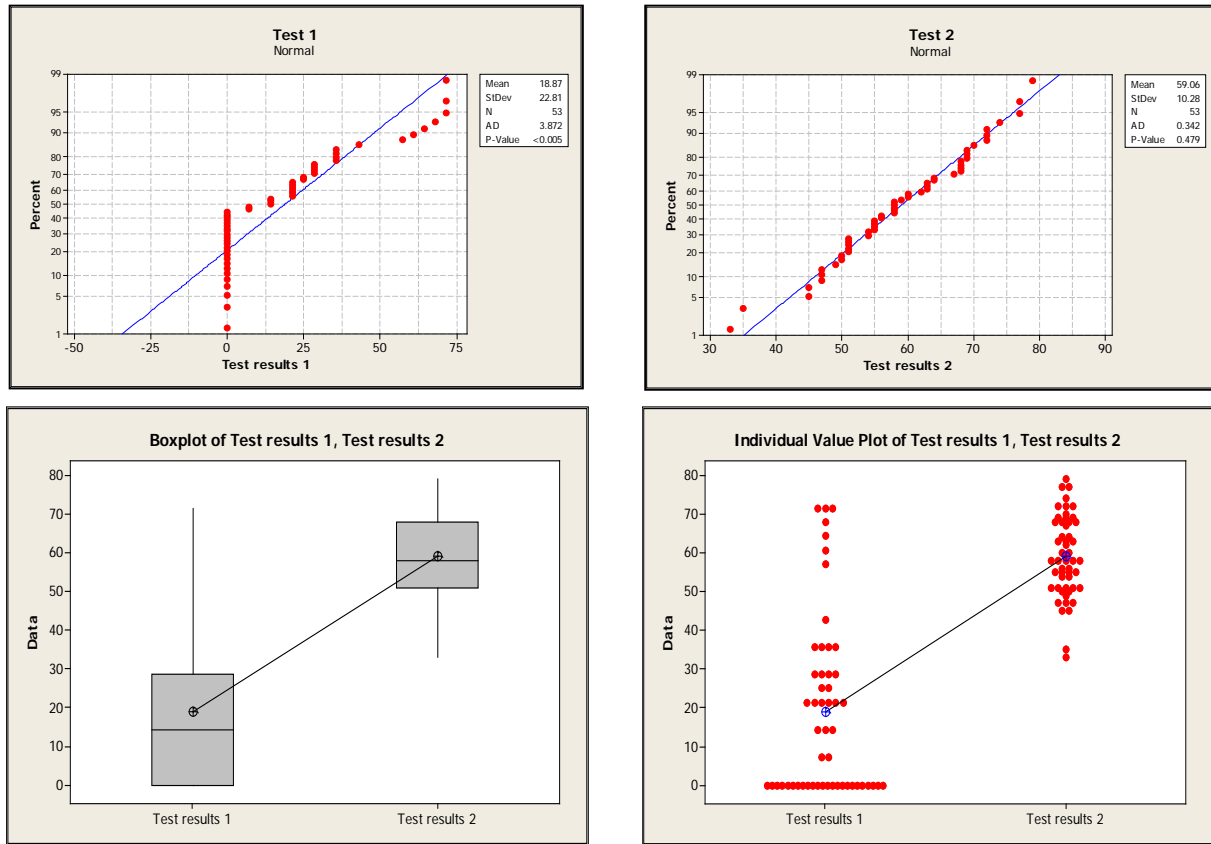 Test 1
Normal
99
95
90
80
70
60
50
40
30
20
10
5
1
Percent
-50
-25
0
25
50
75
Test results 1
Mean 18.87
StDev 22.81
N 53
AD 3.872
P-Value <0.005
Test 2
Normal
99
95
90
80
70
60
50
40
30
20
10
5
1
Percent
30
40
50
60
70
80
90
Test results 2
Mean 59.06
StDev 10.28
N 53
AD 0.342
P-Value 0.479
Boxplot of Test results 1, Test results 2
80
70
60
50
40
30
20
10
0
Data
Test results 1
Test results 2
Individual Value Plot of Test results 1, Test results 2
80
70
60
50
40
30
20
10
0
Data
Test results 1
Test results 2